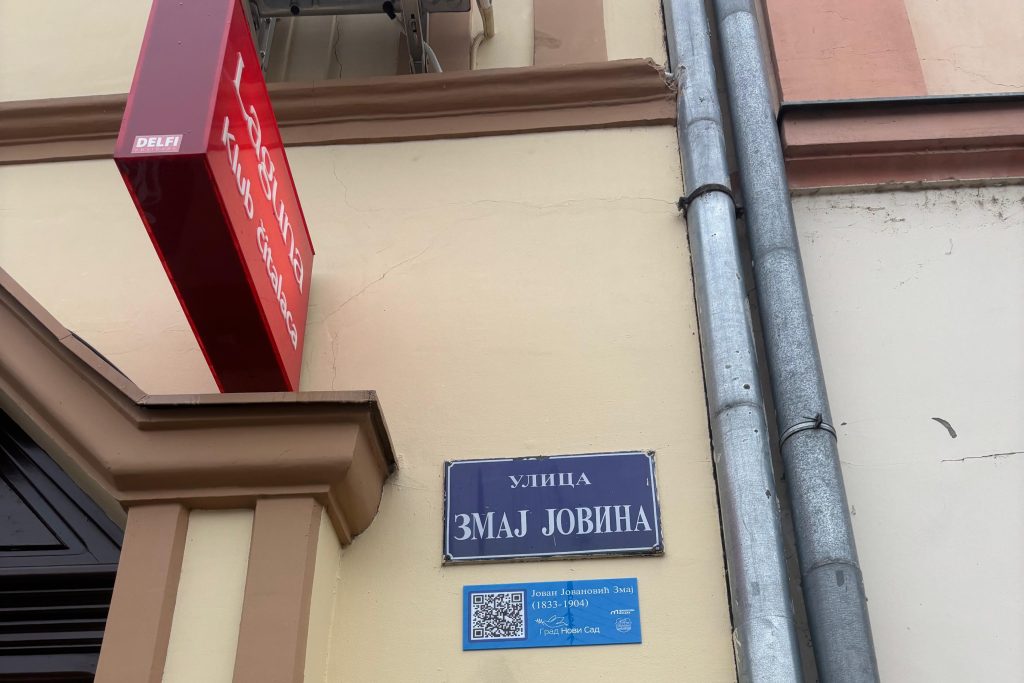 DELFI
Laguna
Klub čitalaca
УЛИЦА
ЗМАЈ ЈОВИНА
Јован Јовановић Змај
(1833-1904)
Град Нови Сад